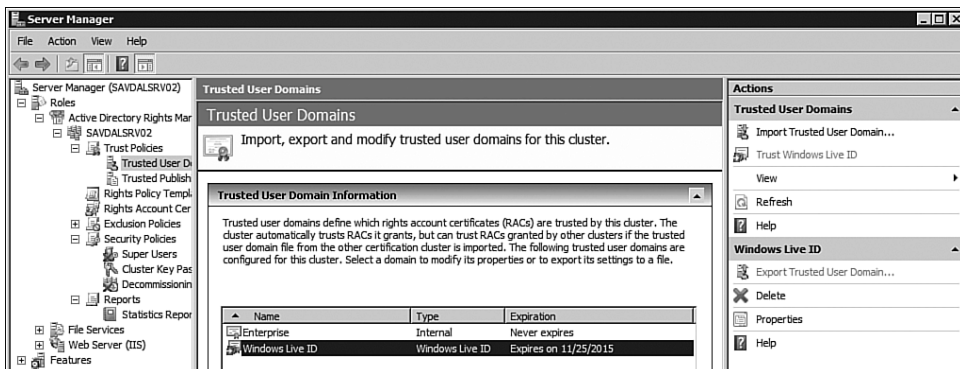 Server Manager
File Action View Help
Server Manager (SAVDALSRV02)
Roles
Active Directory Rights Mar
SAVDALSRV02
Trust Policies
Trusted User D
Trusted Publish
Rights Policy Templ
Rights Account Cer
Exclusion Policies
Security Policies
Super Users
Cluster Key Pas
Decommissionin
Reports
Statistics Repor
File Services
Web Server (IIS)
Features
Trusted User Domains
Trusted User Domains
Import, export and modify trusted user domains for this cluster.
Trusted User Domain Information
Trusted user domains define which rights account certificates (RACs) are trusted by this cluster. The
cluster automatically trusts RACs it grants, but can trust RACs granted by other clusters if the trusted
user domain file from the other certification cluster is imported. The following trusted user domains are
configured for this cluster. Select a domain to modify its properties or to export its settings to a file.
Name Type Expiration
Enterprise Internal Never expires
Windows Live ID Windows Live ID Expires on 11/25/2015
Actions
Trusted User Domains
Import Trusted User Domain...
Trust Windows Live ID
View
Refresh
Help
Windows Live ID
Export Trusted User Domain...
Delete
Properties
Help